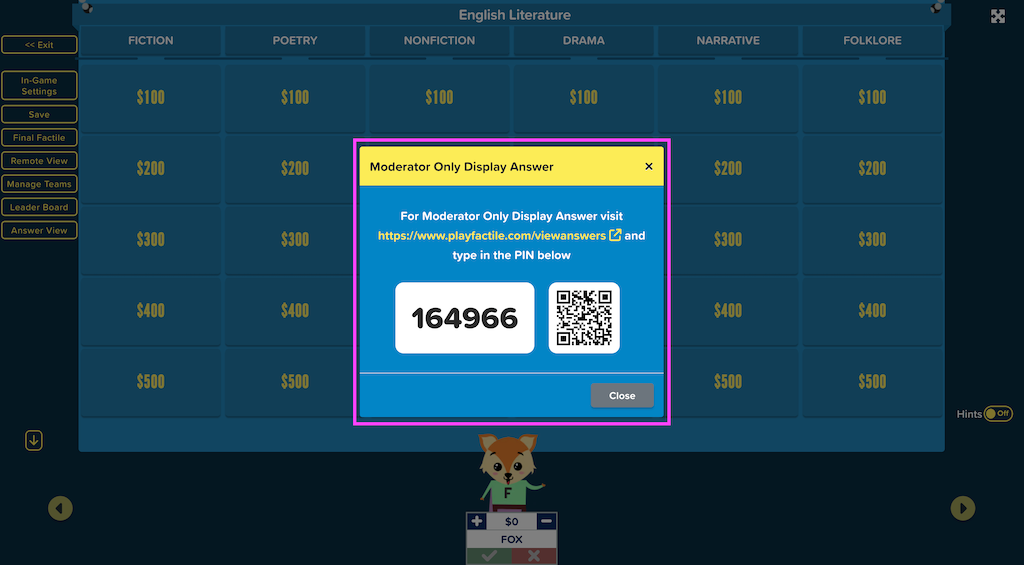 English Literature
<< Exit
FICTION
POETRY
NONFICTION
DRAMA
NARRATIVE
FOLKLORE
In-Game
Settings
Save
Final Factile
Remote View
Manage Teams
Leader Board
Answer View
$100
$100
$100
$100
$100
$100
$200
$200
$200
$200
$300
$300
$300
$300
$400
$400
$400
$400
$500
$500
$500
$500
Moderator Only Display Answer
×
For Moderator Only Display Answer visit
https://www.playfactile.com/viewanswers and
type in the PIN below
164966
Close
Hints Off
F
$0
FOX